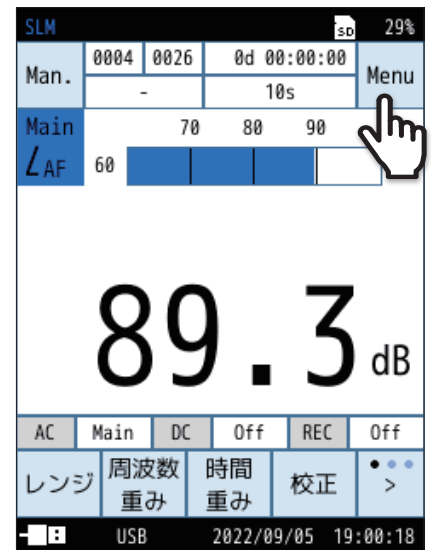 SLM SD 29%
Man. 0004 0026 0d 00:00:00 Menu
- 10s
Main 70 80 90
LAF 60
89.3 dB
AC Main DC Off REC Off
レンジ 周波数重み 時間重み 校正 >
USB 2022/09/05 19:00:18